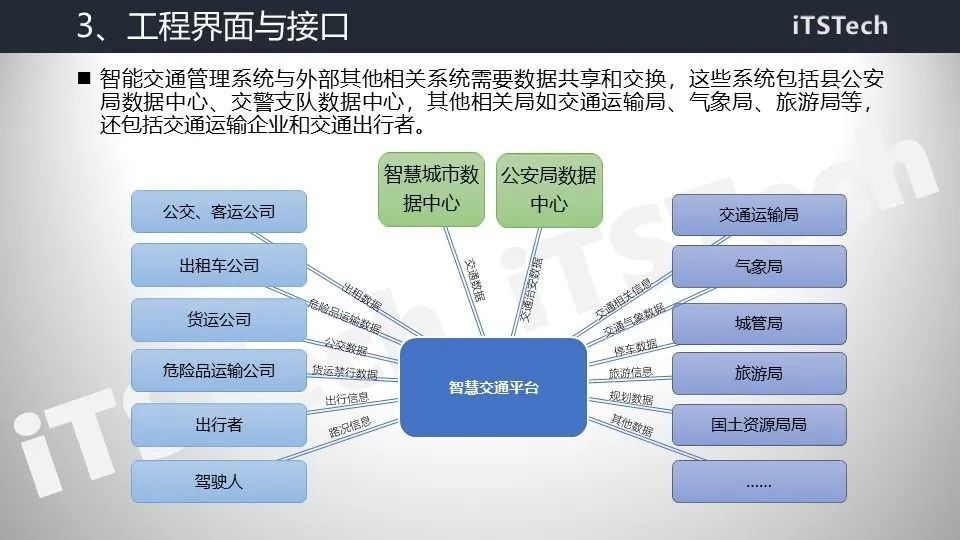 3、工程界面与接口
iTSTech
■ 智能交通管理系统与外部其他相关系统需要数据共享和交换，这些系统包括县公安
局数据中心、交警支队数据中心，其他相关局如交通运输局、气象局、旅游局等，
还包括交通运输企业和交通出行者。
智慧城市数
据中心
公安局数据
中心
公交、客运公司
出租车公司
货运公司
危险品运输公司
出行者
驾驶人
交通数据
交通治安数据
出租数据
危险品运输数据
公交数据
货运禁行数据
出行信息
路况信息
智慧交通平台
交通相关信息
交通气象数据
停车数据
旅游信息
规划数据
其他数据
交通运输局
气象局
城管局
旅游局
国土资源局局
......
iTSTech iTSTech